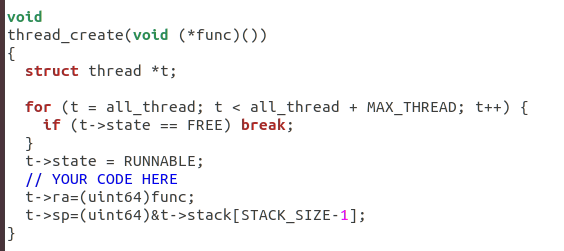 void
thread_create(void (*func)())
{
  struct thread *t;

  for (t = all_thread; t < all_thread + MAX_THREAD; t++) {
    if (t->state == FREE) break;
  }
  t->state = RUNNABLE;
  // YOUR CODE HERE
  t->ra=(uint64)func;
  t->sp=(uint64)&t->stack[STACK_SIZE-1];
}